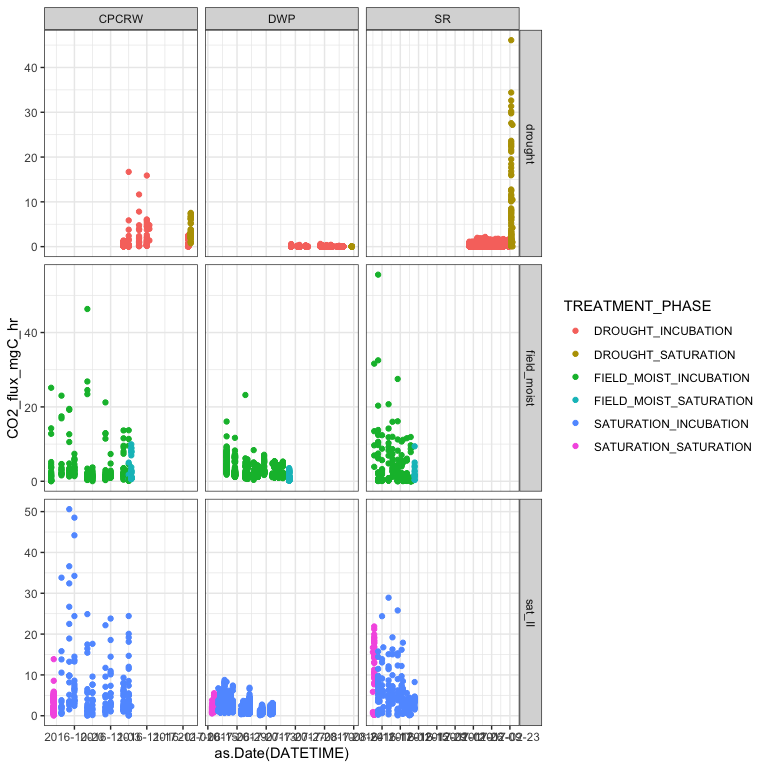 CPCRW DWP SR
40
30
20
10
0
drought
40
20
0
field_moist
50
40
30
20
10
0
sat_II
CO2_flux_mgC_hr
as.Date(DATETIME)
TREATMENT_PHASE
DROUGHT_INCUBATION
DROUGHT_SATURATION
FIELD_MOIST_INCUBATION
FIELD_MOIST_SATURATION
SATURATION_INCUBATION
SATURATION_SATURATION